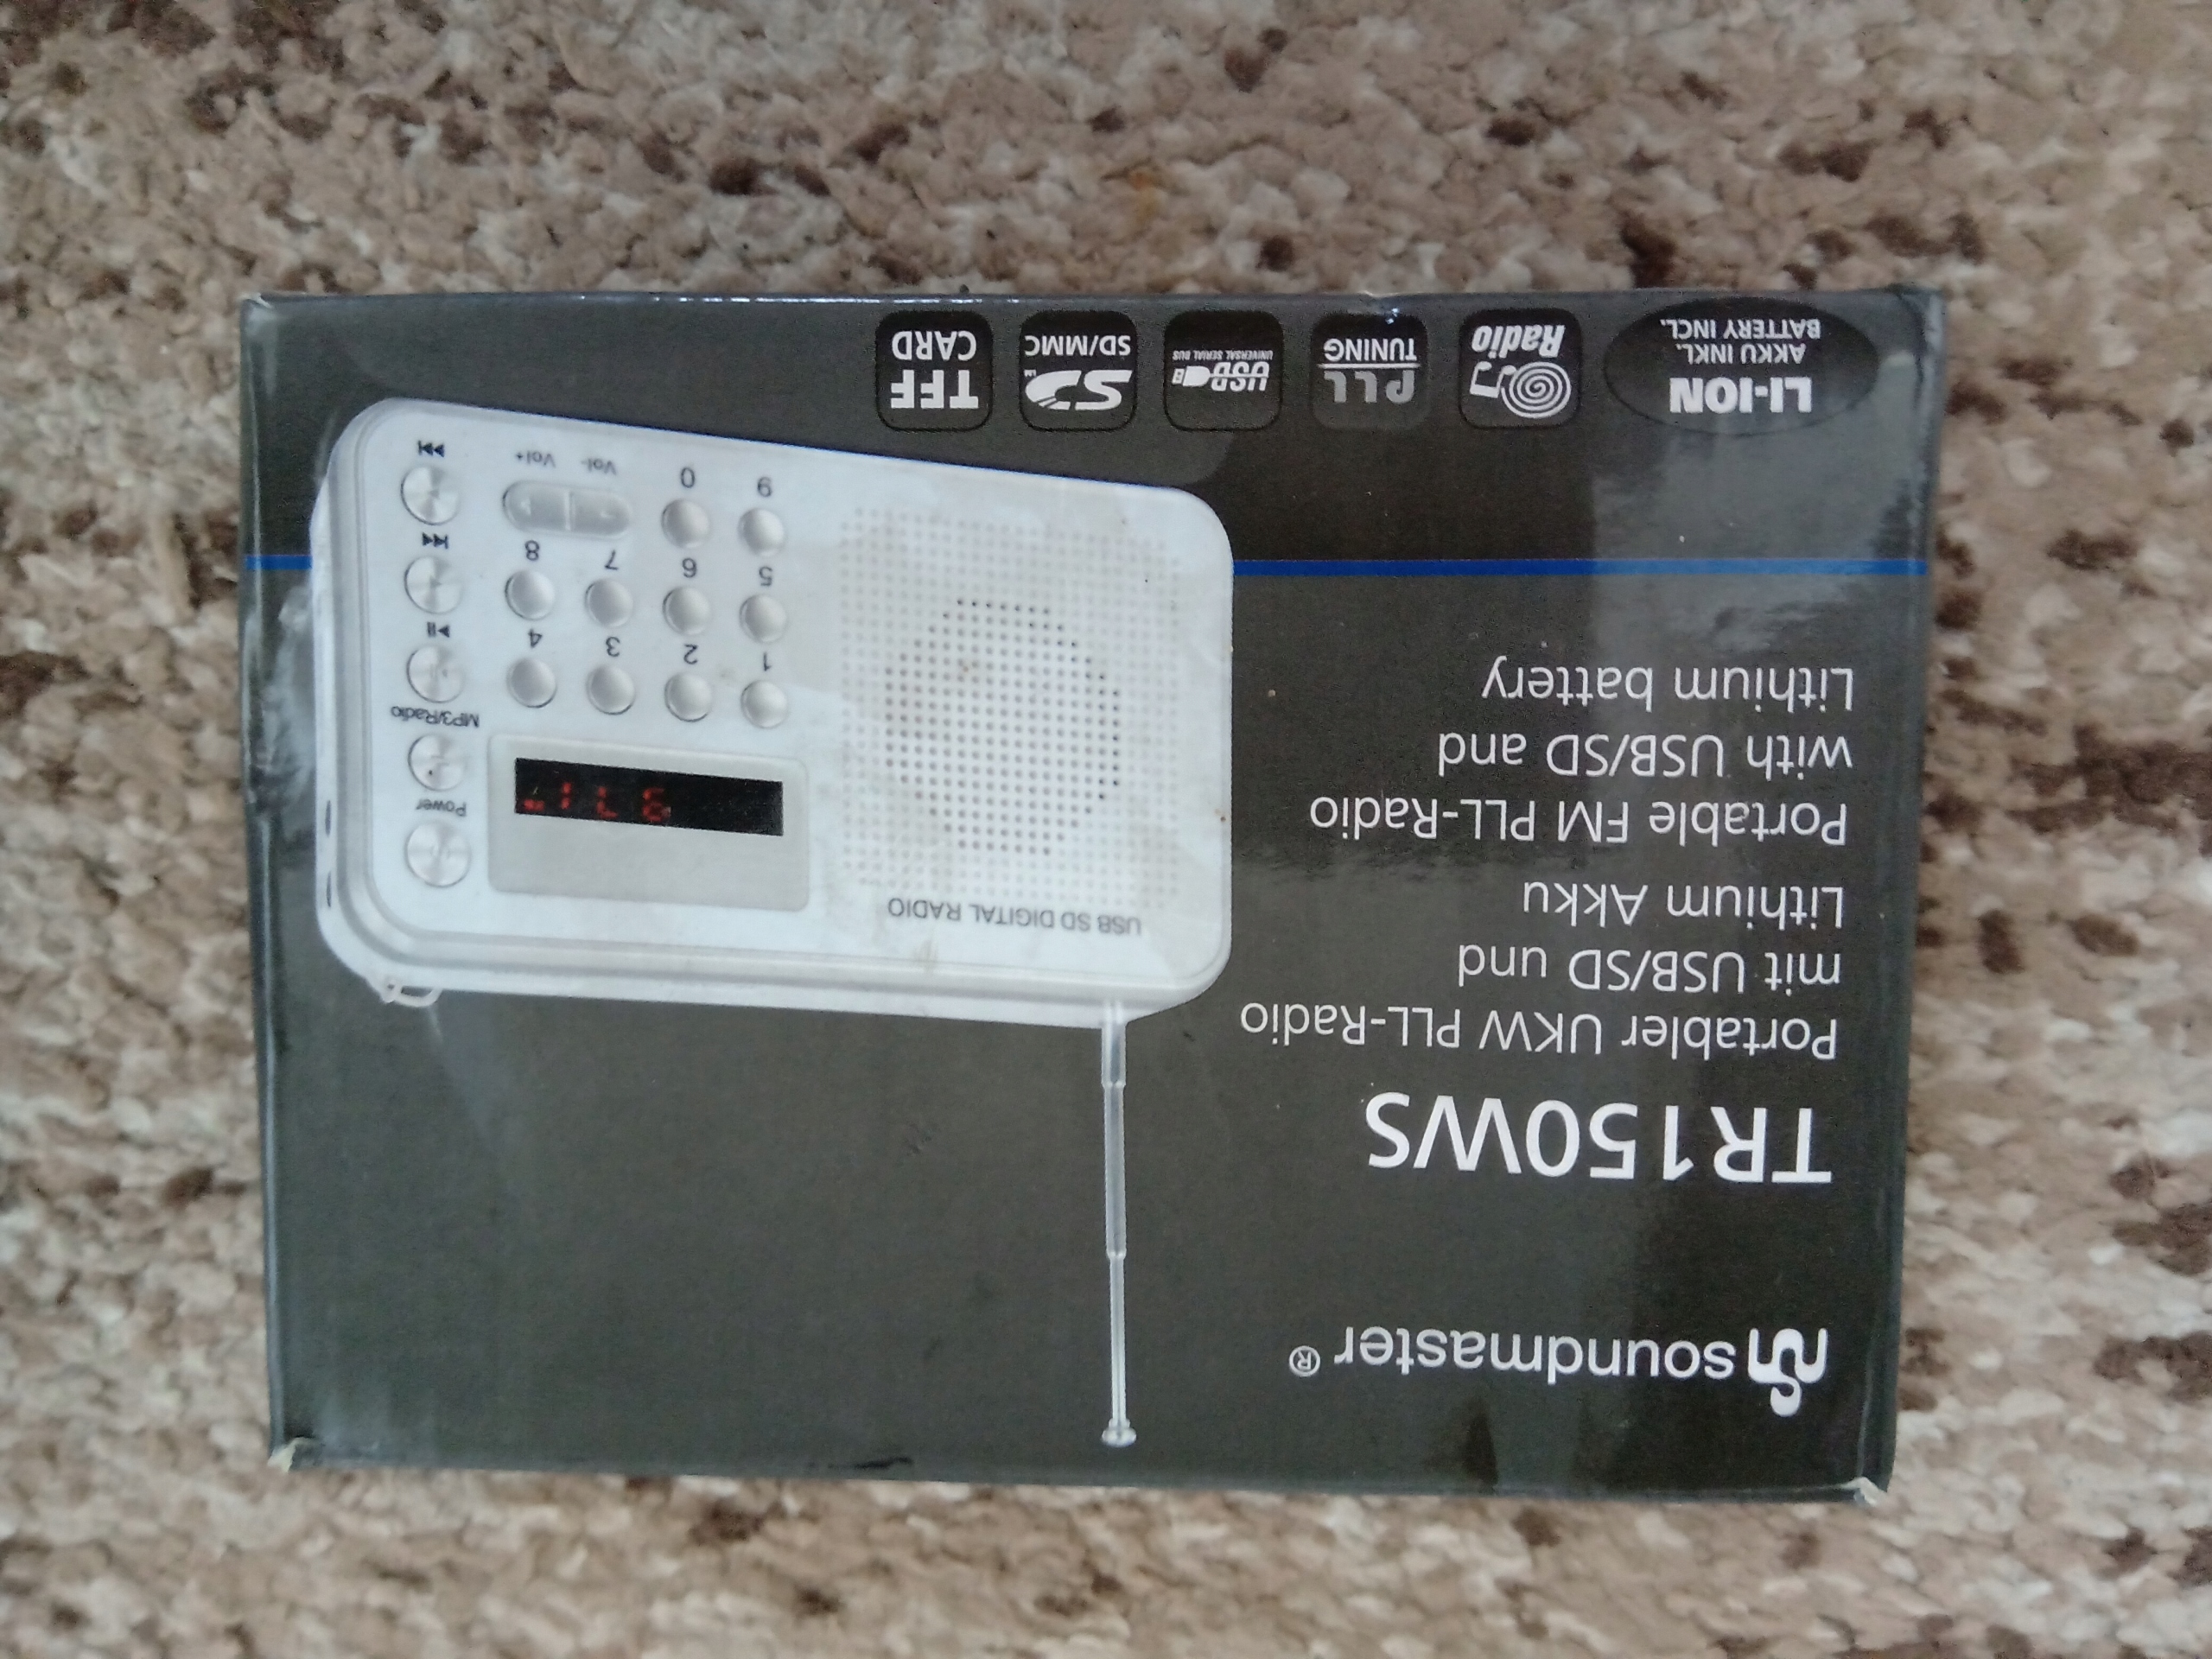 soundmaster®
TR150WS
Portabler UKW PLL-Radio
mit USB/SD und
Lithium Akku
Portable FM PLL-Radio
with USB/SD and
Lithium battery
USB SD DIGITAL RADIO
Power
MP3/Radio
1 2 3 4
5 6 7 8
9 0 Vol- Vol+
LI-ION
AKKU INKL.
BATTERY INCL.
Radio
PLL
TUNING
USB
UNIVERSAL SERIAL BUS
SD
SD/MMC
TFF
CARD